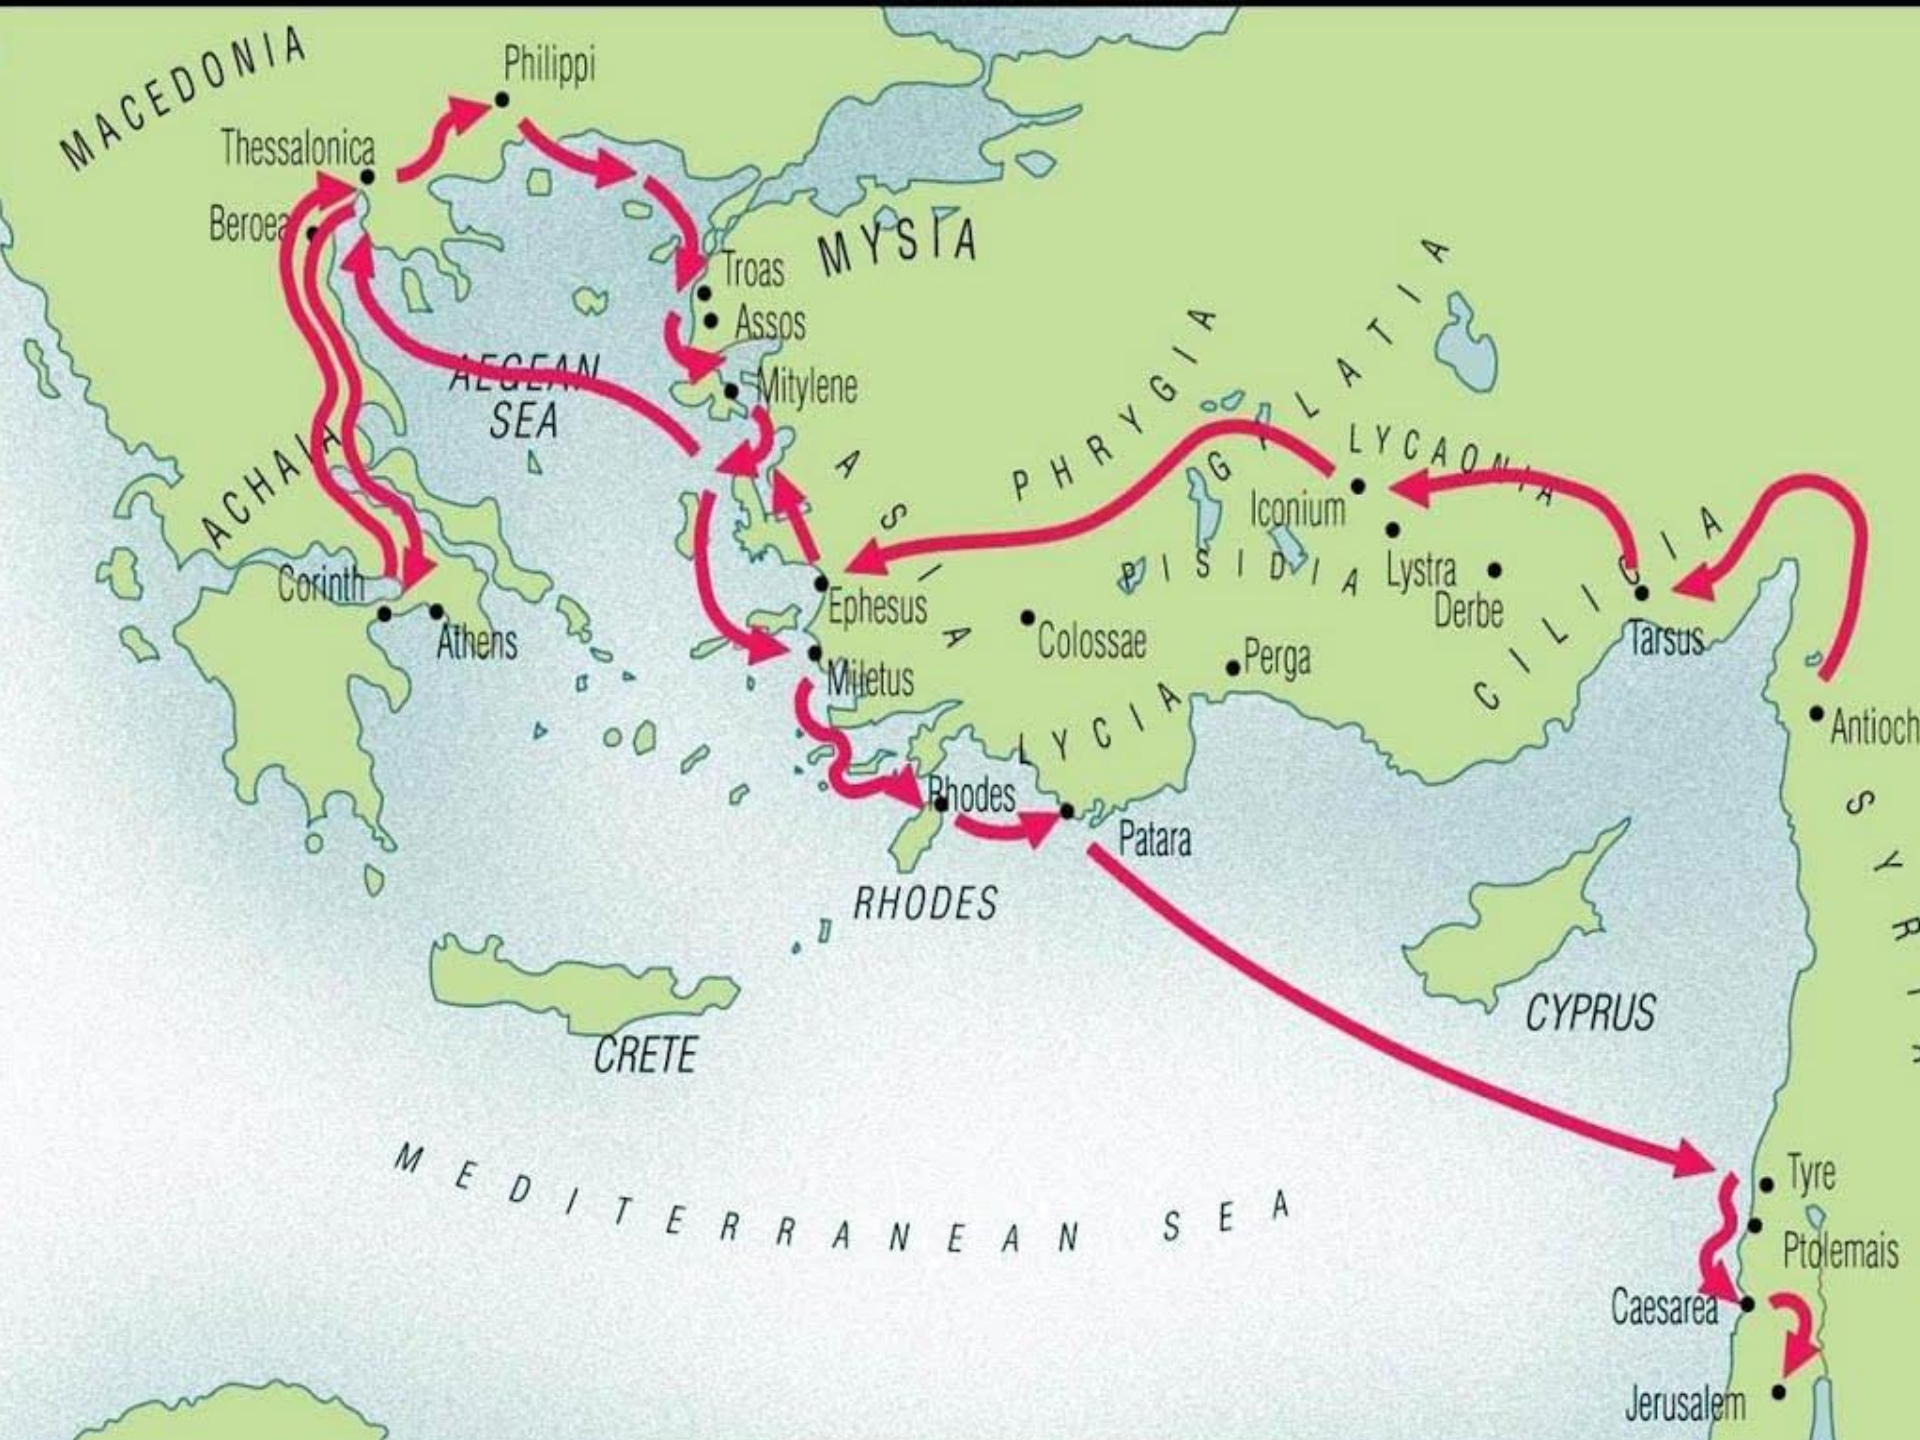 MACEDONIA
Philippi
Thessalonica
Beroea
MYSIA
Troas
Assos
AEGEAN
SEA
Mitylene
PHRYGIA
GALATIA
LYCAONIA
ACHAIA
ASIA
Iconium
PISIDIA
Lystra
Derbe
CILICIA
Corinth
Athens
Ephesus
Colossae
Perga
Tarsus
Miletus
LYCIA
Antioch
Rhodes
Patara
SYRIA
RHODES
CYPRUS
CRETE
MEDITERRANEAN SEA
Tyre
Ptolemais
Caesarea
Jerusalem